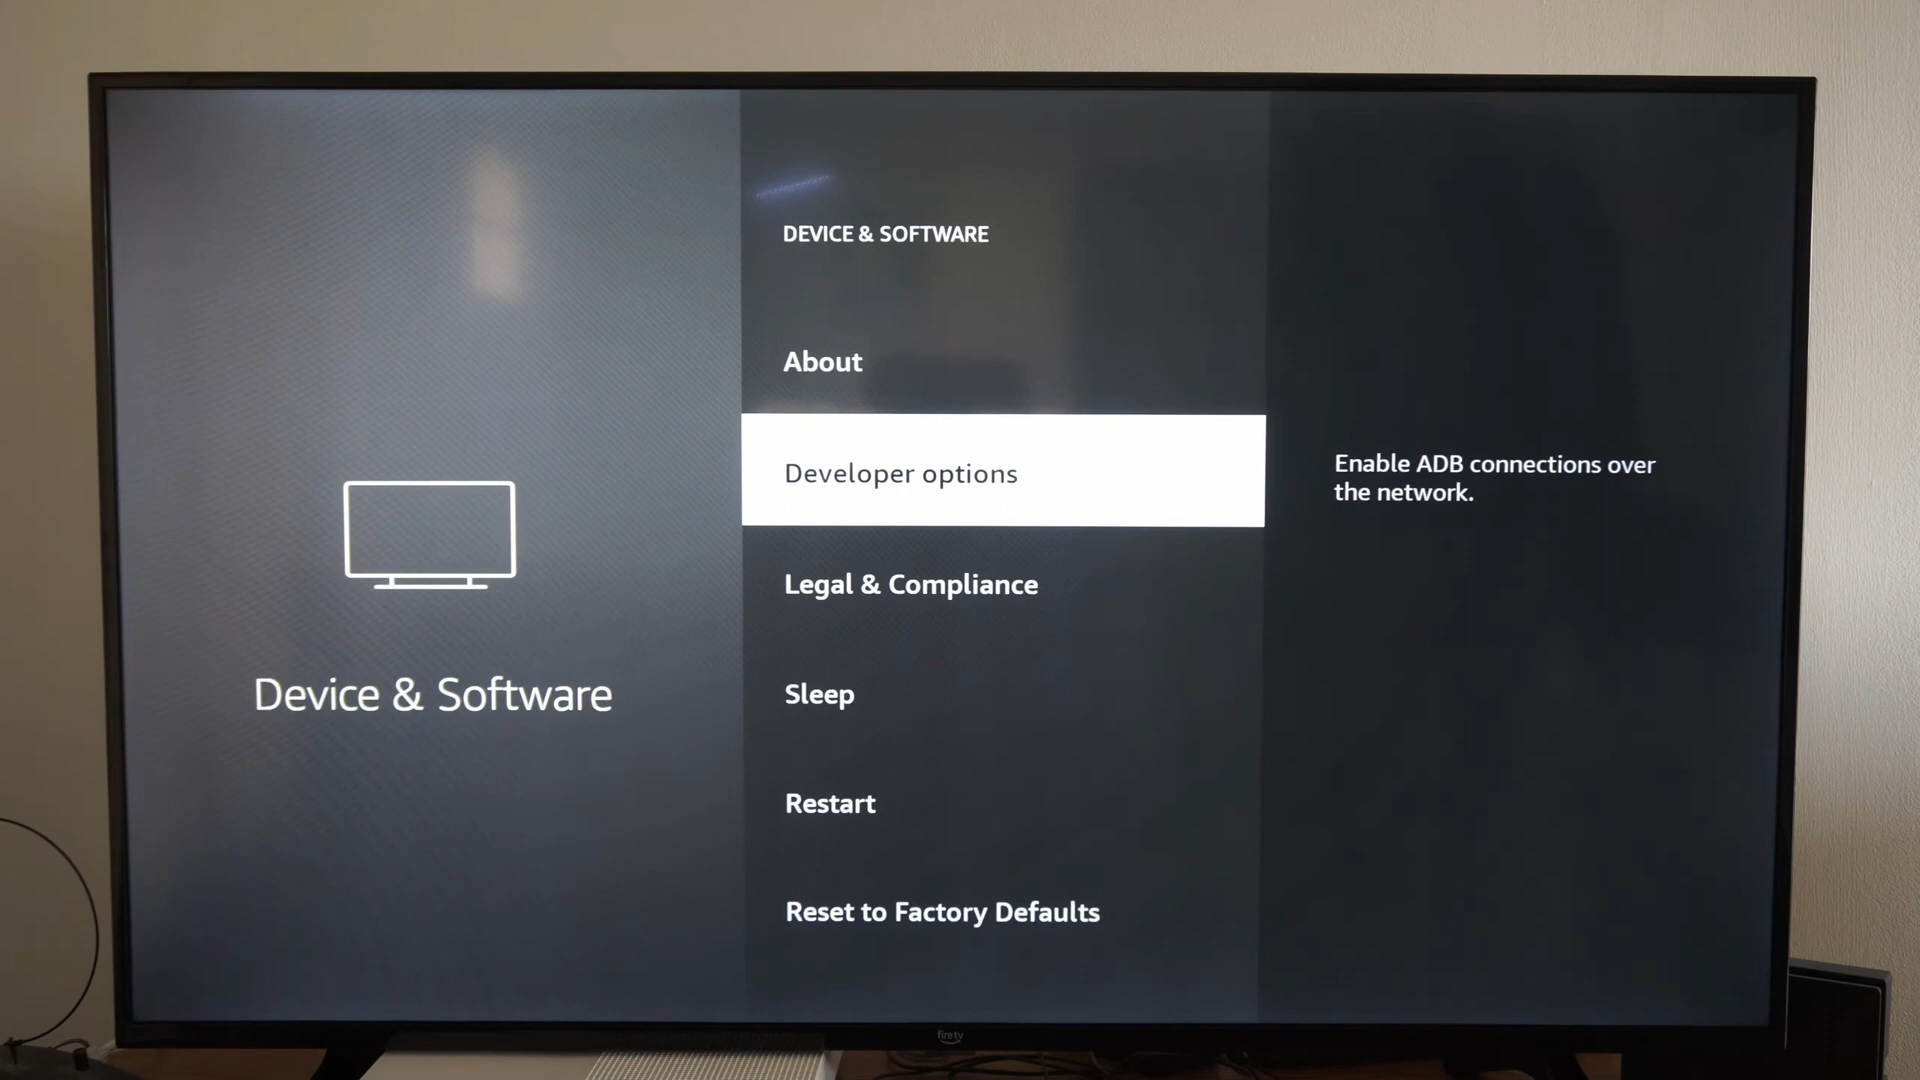 DEVICE & SOFTWARE
About
Developer options
Legal & Compliance
Sleep
Restart
Reset to Factory Defaults
Device & Software
Enable ADB connections over
the network.
firetv